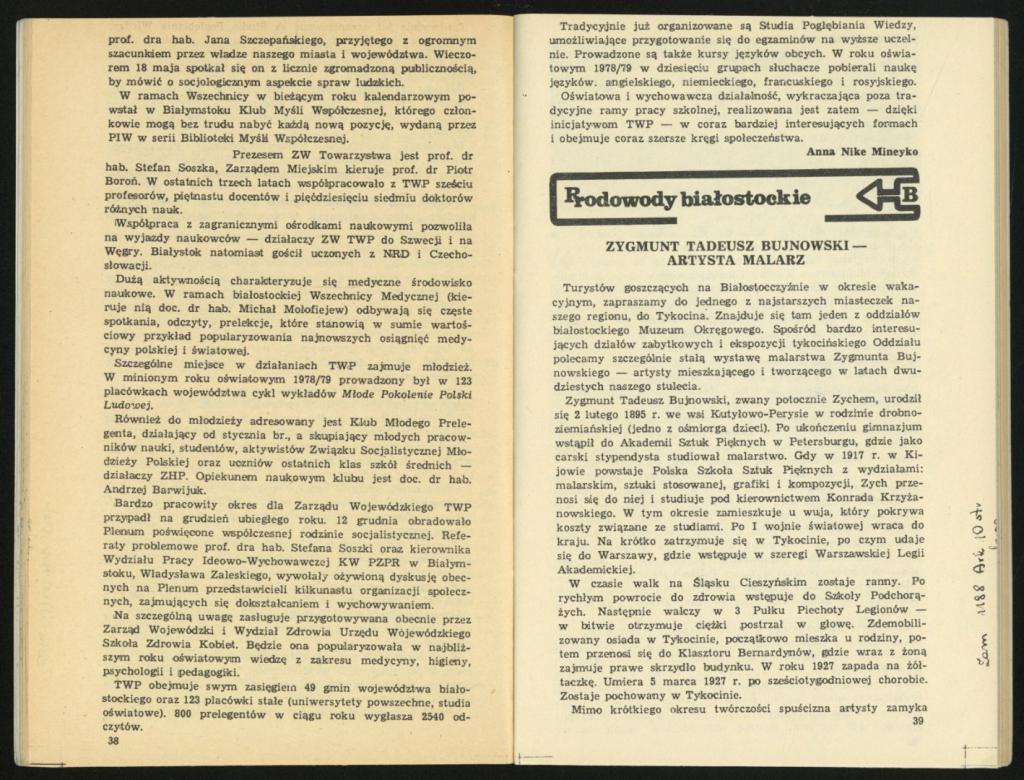 prof. dra hab. Jana Szczepańskiego, przyjętego z ogromnym
szacunkiem przez władze naszego miasta i województwa. Wieczo-
rem 18 maja spotkał się on z licznie zgromadzoną publicznością,
by mówić o socjologicznym aspekcie spraw ludzkich.
W ramach Wszechnicy w bieżącym roku kalendarzowym po-
wstał w Białymstoku Klub Myśli Współczesnej, którego człon-
kowie mogą bez trudu nabyć każdą nową pozycję, wydaną przez
PIW w serii Biblioteki Myśli Współczesnej.
Prezesem ZW Towarzystwa jest prof. dr
hab. Stefan Soszka, Zarządem Miejskim kieruje prof. dr Piotr
Boroń. W ostatnich trzech latach współpracowało z TWP sześciu
profesorów, piętnastu docentów i pięćdziesięciu siedmiu doktorów
różnych nauk.
Współpraca z zagranicznymi ośrodkami naukowymi pozwoliła
na wyjazdy naukowców — działaczy ZW TWP do Szwecji i na
Węgry. Białystok natomiast gościł uczonych z NRD i Czecho-
słowacji.
Dużą aktywnością charakteryzuje się medyczne środowisko
naukowe. W ramach białostockiej Wszechnicy Medycznej (kie-
ruje nią doc. dr hab. Michał Mołofiejew) odbywają się częste
spotkania, odczyty, prelekcje, które stanowią w sumie wartoś-
ciowy przykład popularyzowania najnowszych osiągnięć medy-
cyny polskiej i światowej.
Szczególne miejsce w działaniach TWP zajmuje młodzież.
W minionym roku oświatowym 1978/79 prowadzony był w 123
placówkach województwa cykl wykładów Młode Pokolenie Polski
Ludowej.
Również do młodzieży adresowany jest Klub Młodego Prele-
genta, działający od stycznia br., a skupiający młodych pracow-
ników nauki, studentów, aktywistów Związku Socjalistycznej Mło-
dzieży Polskiej oraz uczniów ostatnich klas szkół średnich —
działaczy ZHP. Opiekunem naukowym klubu jest doc. dr hab.
Andrzej Barwijuk.
Bardzo pracowity okres dla Zarządu Wojewódzkiego TWP
przypadł na grudzień ubiegłego roku. 12 grudnia obradowało
Plenum poświęcone współczesnej rodzinie socjalistycznej. Refe-
raty problemowe prof. dra hab. Stefana Soszki oraz kierownika
Wydziału Pracy Ideowo-Wychowawczej KW PZPR w Białym-
stoku, Władysława Zaleskiego, wywołały ożywioną dyskusję obec-
nych na Plenum przedstawicieli kilkunastu organizacji społecz-
nych, zajmujących się dokształcaniem i wychowywaniem.
Na szczególną uwagę zasługuje przygotowywana obecnie przez
Zarząd Wojewódzki i Wydział Zdrowia Urzędu Wojewódzkiego
Szkoła Zdrowia Kobiet. Będzie ona popularyzowała w najbliż-
szym roku oświatowym wiedzę z zakresu medycyny, higieny,
psychologii i pedagogiki.
TWP obejmuje swym zasięgiem 49 gmin województwa biało-
stockiego oraz 123 placówki stałe (uniwersytety powszechne, studia
oświatowe). 800 prelegentów w ciągu roku wygłasza 2540 od-
czytów.
38
Tradycyjnie już organizowane są Studia Pogłębiania Wiedzy,
umożliwiające przygotowanie się do egzaminów na wyższe uczel-
nie. Prowadzone są także kursy języków obcych. W roku oświa-
towym 1978/79 w dziesięciu grupach słuchacze pobierali naukę
języków. angielskiego, niemieckiego, francuskiego i rosyjskiego.
Oświatowa i wychowawcza działalność, wykraczająca poza tra-
dycyjne ramy pracy szkolnej, realizowana jest zatem — dzięki
inicjatywom TWP — w coraz bardziej interesujących formach
i obejmuje coraz szersze kręgi społeczeństwa.
Anna Nike Mineyko
Rodowody białostockie
B
ZYGMUNT TADEUSZ BUJNOWSKI —
ARTYSTA MALARZ
Turystów goszczących na Białostocczyźnie w okresie waka-
cyjnym, zapraszamy do jednego z najstarszych miasteczek na-
szego regionu, do Tykocina. Znajduje się tam jeden z oddziałów
białostockiego Muzeum Okręgowego. Spośród bardzo interesu-
jących działów zabytkowych i ekspozycji tykocińskiego Oddziału
polecamy szczególnie stałą wystawę malarstwa Zygmunta Buj-
nowskiego — artysty mieszkającego i tworzącego w latach dwu-
dziestych naszego stulecia.
Zygmunt Tadeusz Bujnowski, zwany potocznie Zychem, urodził
się 2 lutego 1895 r. we wsi Kutyłowo-Perysie w rodzinie drobno-
ziemiańskiej (jedno z ośmiorga dzieci). Po ukończeniu gimnazjum
wstąpił do Akademii Sztuk Pięknych w Petersburgu, gdzie jako
carski stypendysta studiował malarstwo. Gdy w 1917 r. w Ki-
jowie powstaje Polska Szkoła Sztuk Pięknych z wydziałami:
malarskim, sztuki stosowanej, grafiki i kompozycji, Zych prze-
nosi się do niej i studiuje pod kierownictwem Konrada Krzyża-
nowskiego. W tym okresie zamieszkuje u wuja, który pokrywa
koszty związane ze studiami. Po I wojnie światowej wraca do
kraju. Na krótko zatrzymuje się w Tykocinie, po czym udaje
się do Warszawy, gdzie wstępuje w szeregi Warszawskiej Legii
Akademickiej.
W czasie walk na Śląsku Cieszyńskim zostaje ranny. Po
rychłym powrocie do zdrowia wstępuje do Szkoły Podchorą-
żych. Następnie walczy w 3 Pułku Piechoty Legionów —
w bitwie otrzymuje ciężki postrzał w głowę. Zdemobili-
zowany osiada w Tykocinie, początkowo mieszka u rodziny, po-
tem przenosi się do Klasztoru Bernardynów, gdzie wraz z żoną
zajmuje prawe skrzydło budynku. W roku 1927 zapada na żół-
taczkę. Umiera 5 marca 1927 r. po sześciotygodniowej chorobie.
Zostaje pochowany w Tykocinie.
Mimo krótkiego okresu twórczości spuścizna artysty zamyka
39
zam 1188 Ark 10 str